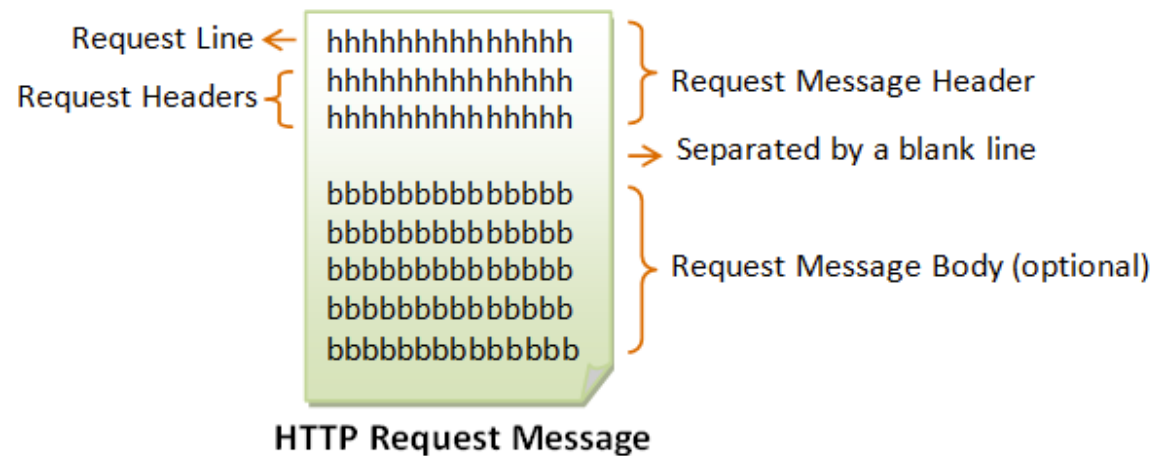 Request Line
hhhhhhhhhhhhhh
Request Headers
hhhhhhhhhhhhhh
hhhhhhhhhhhhhh
Request Message Header
Separated by a blank line
bbbbbbbbbbbbbb
bbbbbbbbbbbbbb
bbbbbbbbbbbbbb
bbbbbbbbbbbbbb
bbbbbbbbbbbbbb
Request Message Body (optional)
HTTP Request Message